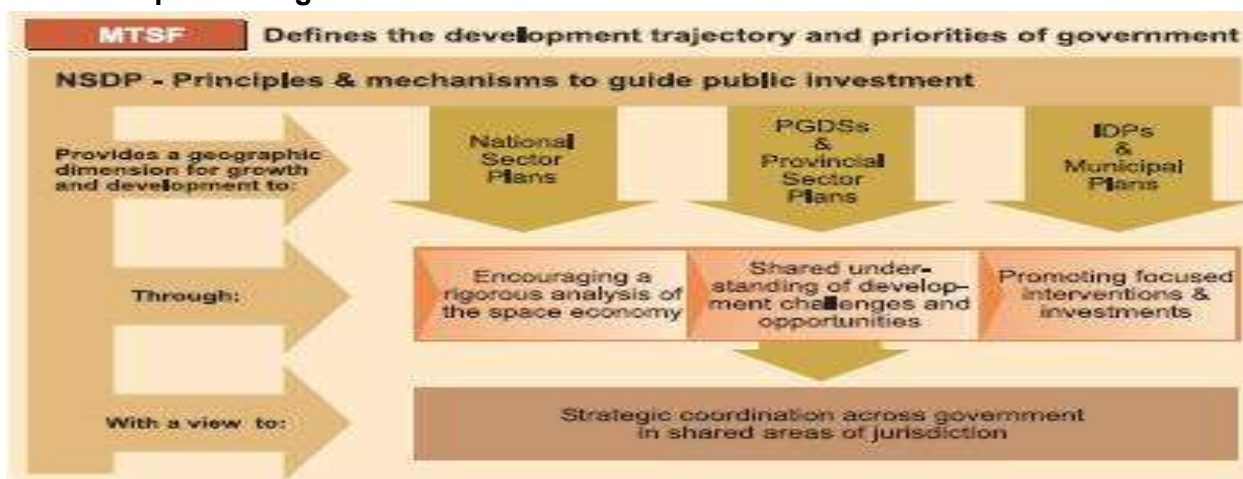 MTSF Defines the development trajectory and priorities of government
NSDP - Principles & mechanisms to guide public investment
Provides a geographic
dimension for growth
and development to:
National
Sector
Plans
PGDSs
&
Provincial
Sector
Plans
IDPs
&
Municipal
Plans
Through:
Encouraging a
rigorous analysis of
the space economy
Shared under-
standing of develop-
ment challenges and
opportunities
Promoting focused
interventions &
investments
With a view to:
Strategic coordination across government
in shared areas of jurisdiction